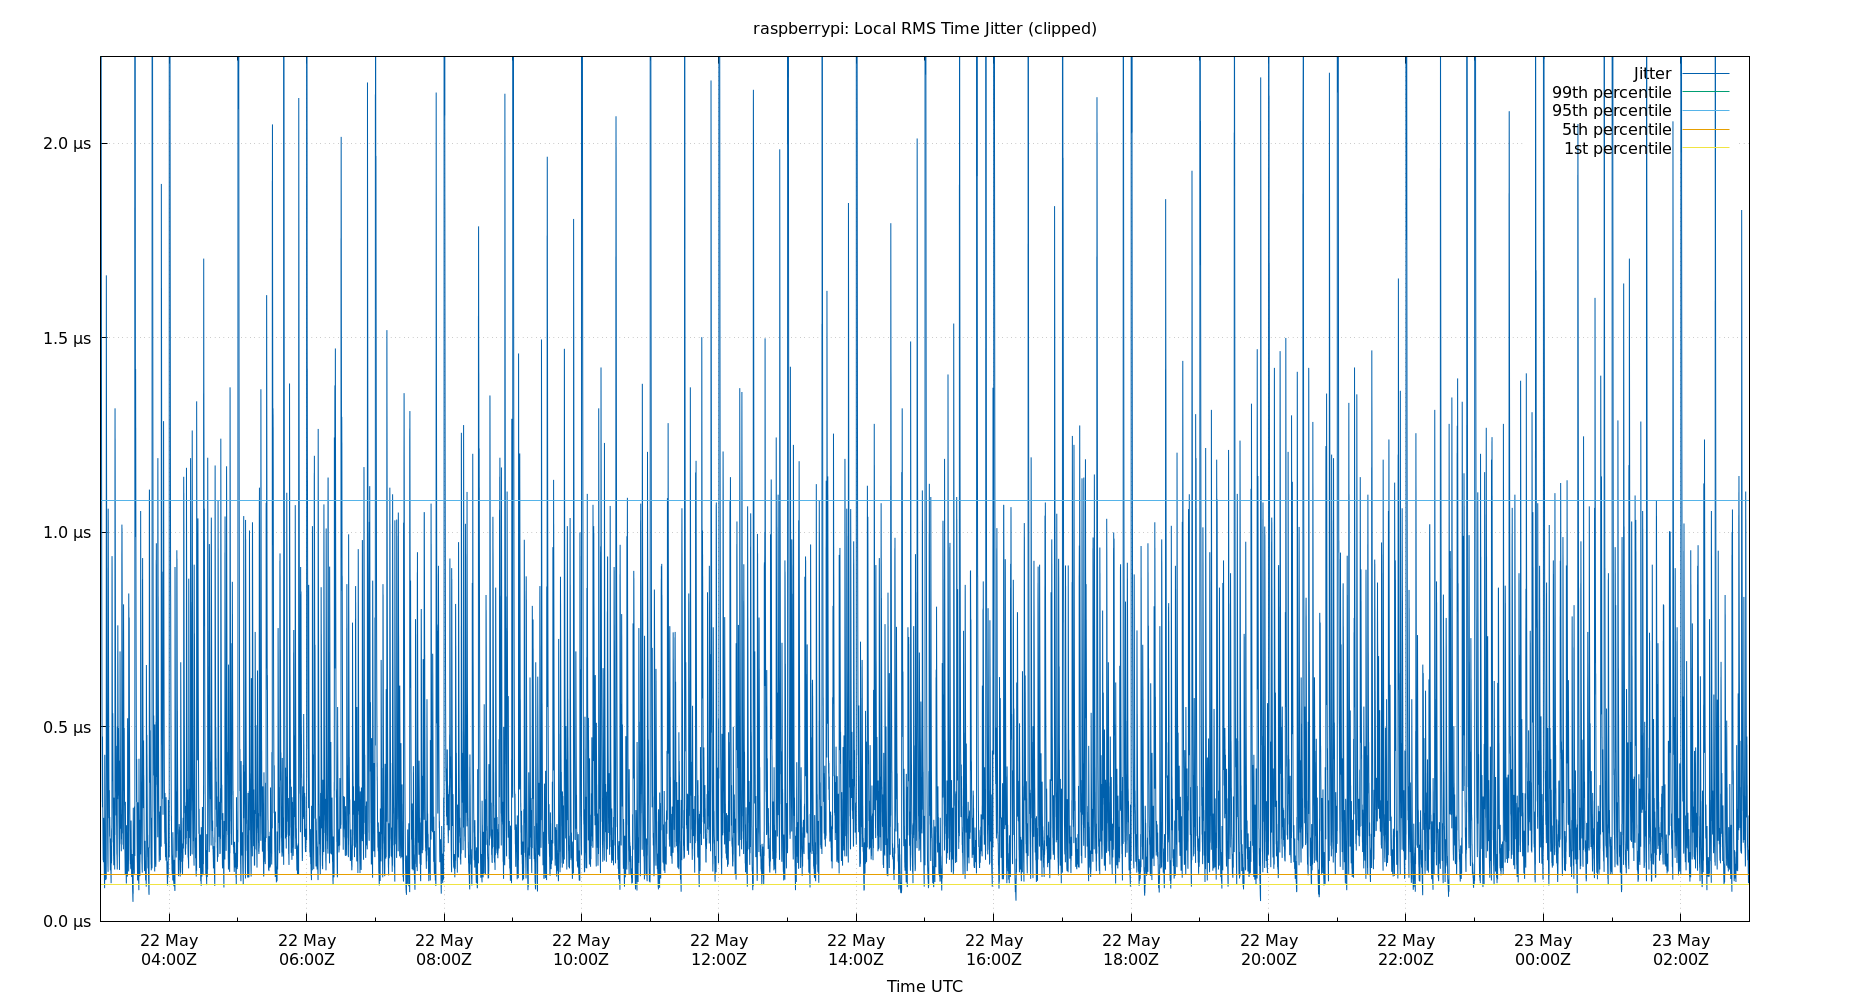 raspberrypi: Local RMS Time Jitter (clipped)
Jitter
99th percentile
95th percentile
5th percentile
1st percentile
2.0 µs
1.5 µs
1.0 µs
0.5 µs
0.0 µs
22 May 22 May 22 May 22 May 22 May 22 May 22 May 22 May 22 May 22 May 23 May 23 May
04:00Z 06:00Z 08:00Z 10:00Z 12:00Z 14:00Z 16:00Z 18:00Z 20:00Z 22:00Z 00:00Z 02:00Z
Time UTC